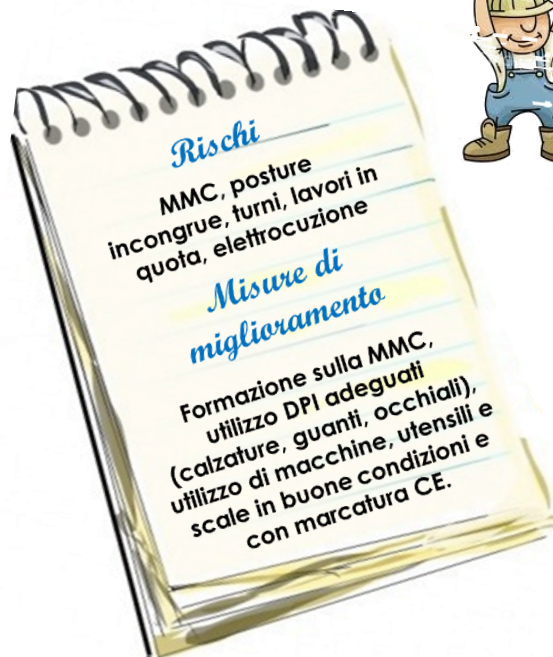 Rischi
MMC, posture
incongrue, turni, lavori in
quota, elettrocuzione
Misure di
miglioramento
Formazione sulla MMC,
utilizzo DPI adeguati
(calzature, guanti, occhiali),
utilizzo di macchine, utensili e
scale in buone condizioni e
con marcatura CE.